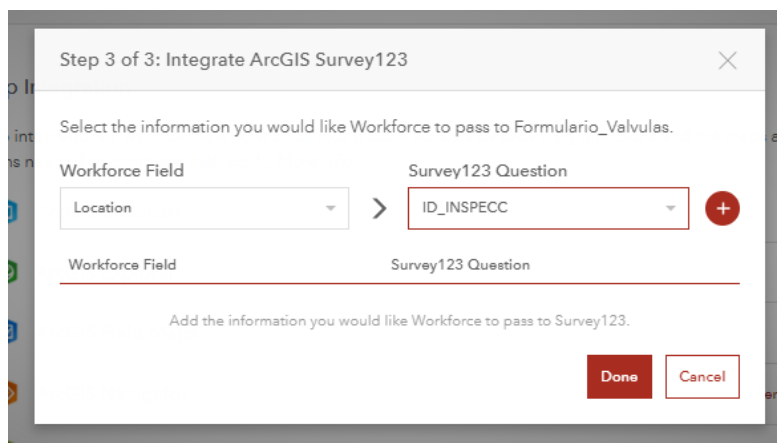 Step 3 of 3: Integrate ArcGIS Survey123
Select the information you would like Workforce to pass to Formulario_Valvulas.
Workforce Field Survey123 Question
Location > ID_INSPECC +
Workforce Field Survey123 Question
Add the information you would like Workforce to pass to Survey123.
Done Cancel